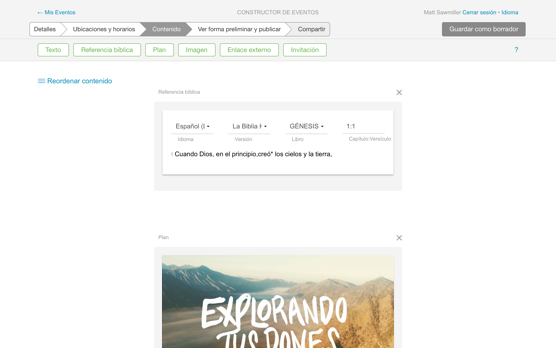 ← Mis Eventos
CONSTRUCTOR DE EVENTOS
Matt Sawmiller Cerrar sesión • Idioma
Detalles
Ubicaciones y horarios
Contenido
Ver forma preliminar y publicar
Compartir
Guardar como borrador
Texto
Referencia bíblica
Plan
Imagen
Enlace externo
Invitación
?
Reordenar contenido
Referencia bíblica
Español (L
La Biblia H
GÉNESIS
1:1
Idioma
Versión
Libro
Capítulo:Versículo
1 Cuando Dios, en el principio,creó* los cielos y la tierra,
Plan
EXPLORANDO
TUS DONES